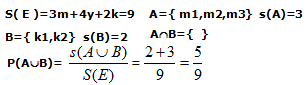 S( E )=3m+4y+2k=9 A={ m1,m2,m3} s(A)=3
B={ k1,k2} s(B)=2 A∩B={ }
P(A∪B)= s(A∪B)/S(E) = 2+3/9 = 5/9